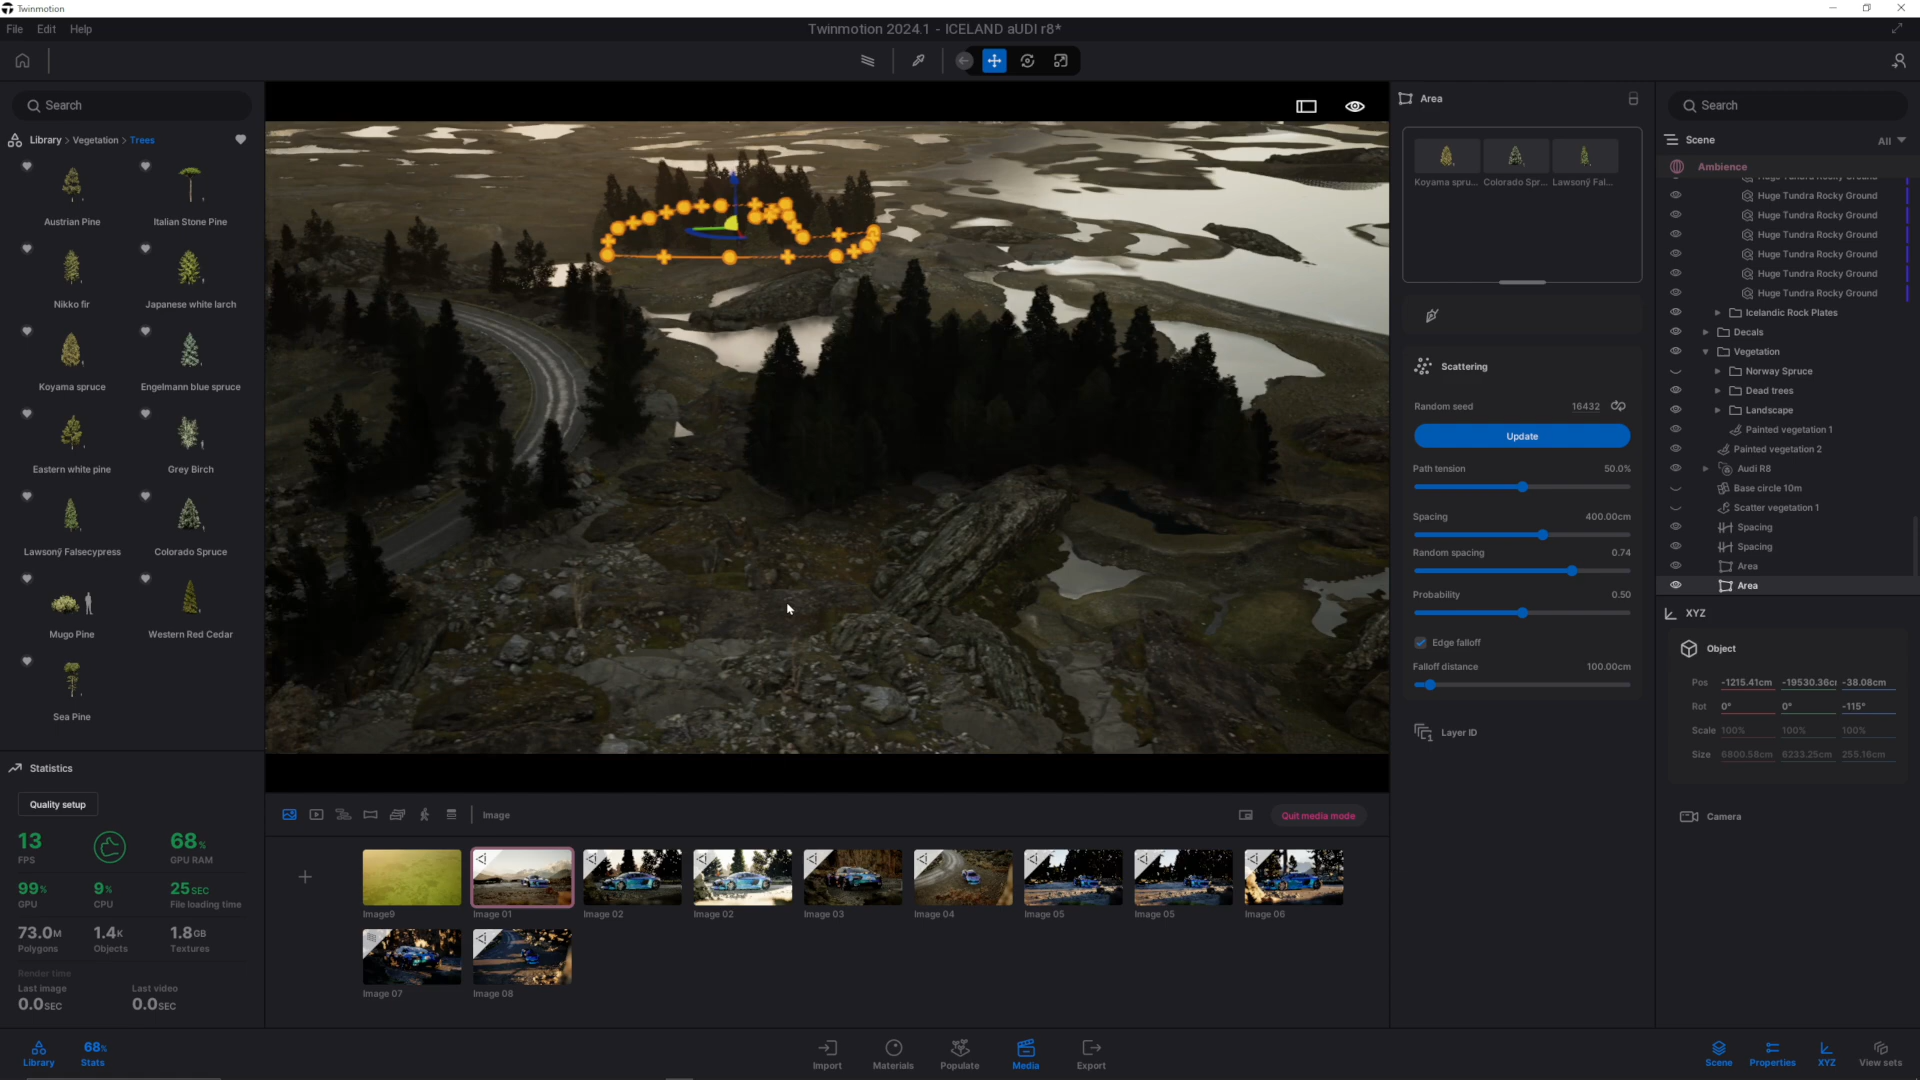 Twinmotion
File Edit Help
Twinmotion 2024.1 - ICELAND aUDI r8*
Search
Library > Vegetation > Trees
Austrian Pine
Italian Stone Pine
Nikko fir
Japanese white larch
Koyama spruce
Engelmann blue spruce
Eastern white pine
Grey Birch
Lawsonÿ Falsecypress
Colorado Spruce
Mugo Pine
Western Red Cedar
Sea Pine
Statistics
Quality setup
13
FPS
68%
GPU RAM
99%
GPU
9%
CPU
25 SEC
File loading time
73.0M
Polygons
1.4K
Objects
1.8GB
Textures
Render time
Last image
0.0SEC
Last video
0.0SEC
Image
Quit media mode
Image9
Image 01
Image 02
Image 02
Image 03
Image 04
Image 05
Image 05
Image 06
Image 07
Image 08
Area
Koyama spru...
Colorado Spr...
Lawsonÿ Fal...
Scattering
Random seed 16432
Update
Path tension 50.0%
Spacing 400.00cm
Random spacing 0.74
Probability 0.50
Edge falloff
Falloff distance 100.00cm
Layer ID
Search
Scene All
Ambience
Huge Tundra Rocky Ground
Huge Tundra Rocky Ground
Huge Tundra Rocky Ground
Huge Tundra Rocky Ground
Huge Tundra Rocky Ground
Huge Tundra Rocky Ground
Huge Tundra Rocky Ground
Icelandic Rock Plates
Decals
Vegetation
Norway Spruce
Dead trees
Landscape
Painted vegetation 1
Painted vegetation 2
Audi R8
Base circle 10m
Scatter vegetation 1
Spacing
Spacing
Area
Area
XYZ
Object
Pos -1215.41cm -19530.36cı -38.08cm
Rot 0° 0° -115°
Scale 100% 100% 100%
Size 6800.58cm 6233.25cm 255.16cm
Camera
Library
68%
Stats
Import
Materials
Populate
Media
Export
Scene
Properties
XYZ
View sets